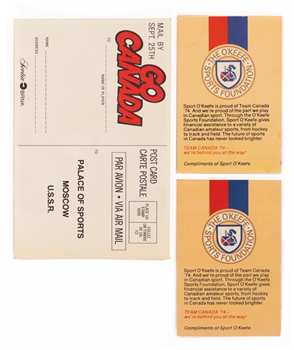 MAIL BY
SEPT. 25TH
GO
CANADA
TO
NAME OF PLAYER
FROM
NAME
ADDRESS
POST CARD
CARTE POSTALE
PAR AVION • VIA AIR MAIL
PLACE
STAMP
HERE
TO
PALACE OF SPORTS
MOSCOW
U.S.S.R.
THE O'KEEFE
SPORTS FOUNDATION
Sport O'Keefe is proud of Team Canada
'74. And we're proud of the part we play
in Canadian sport. Through the O'Keefe
Sports Foundation, Sport O'Keefe gives
financial assistance to a variety of
Canadian amateur sports, from hockey
to track and field. The future of sports
in Canada has never looked brighter.
TEAM CANADA '74 –
we're behind you all the way!
Compliments of Sport O'Keefe.
THE O'KEEFE
SPORTS FOUNDATION
Sport O'Keefe is proud of Team Canada
'74. And we're proud of the part we play
in Canadian sport. Through the O'Keefe
Sports Foundation, Sport O'Keefe gives
financial assistance to a variety of
Canadian amateur sports, from hockey
to track and field. The future of sports
in Canada has never looked brighter.
TEAM CANADA '74 –
we're behind you all the way!
Compliments of Sport O'Keefe.